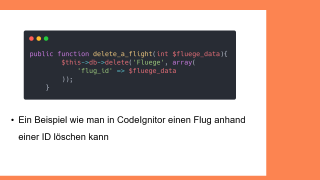 public function delete_a_flight(int $fluege_data){
$this->db->delete('Fluege', array(
'flug_id' => $fluege_data
));
}
• Ein Beispiel wie man in CodeIgnitor einen Flug anhand
einer ID löschen kann